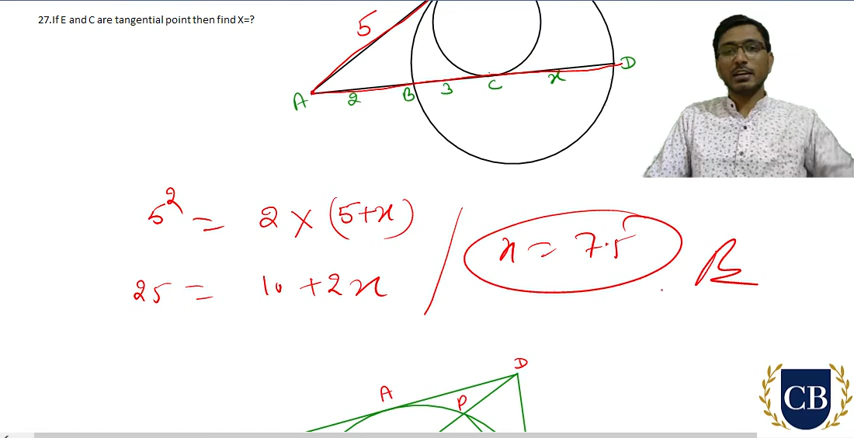 27.If E and C are tangential point then find X=?
5
A 2 B 3 C x D
5² = 2 × (5+x)
25 = 10 + 2x
x = 7.5
B
D
A P
CB